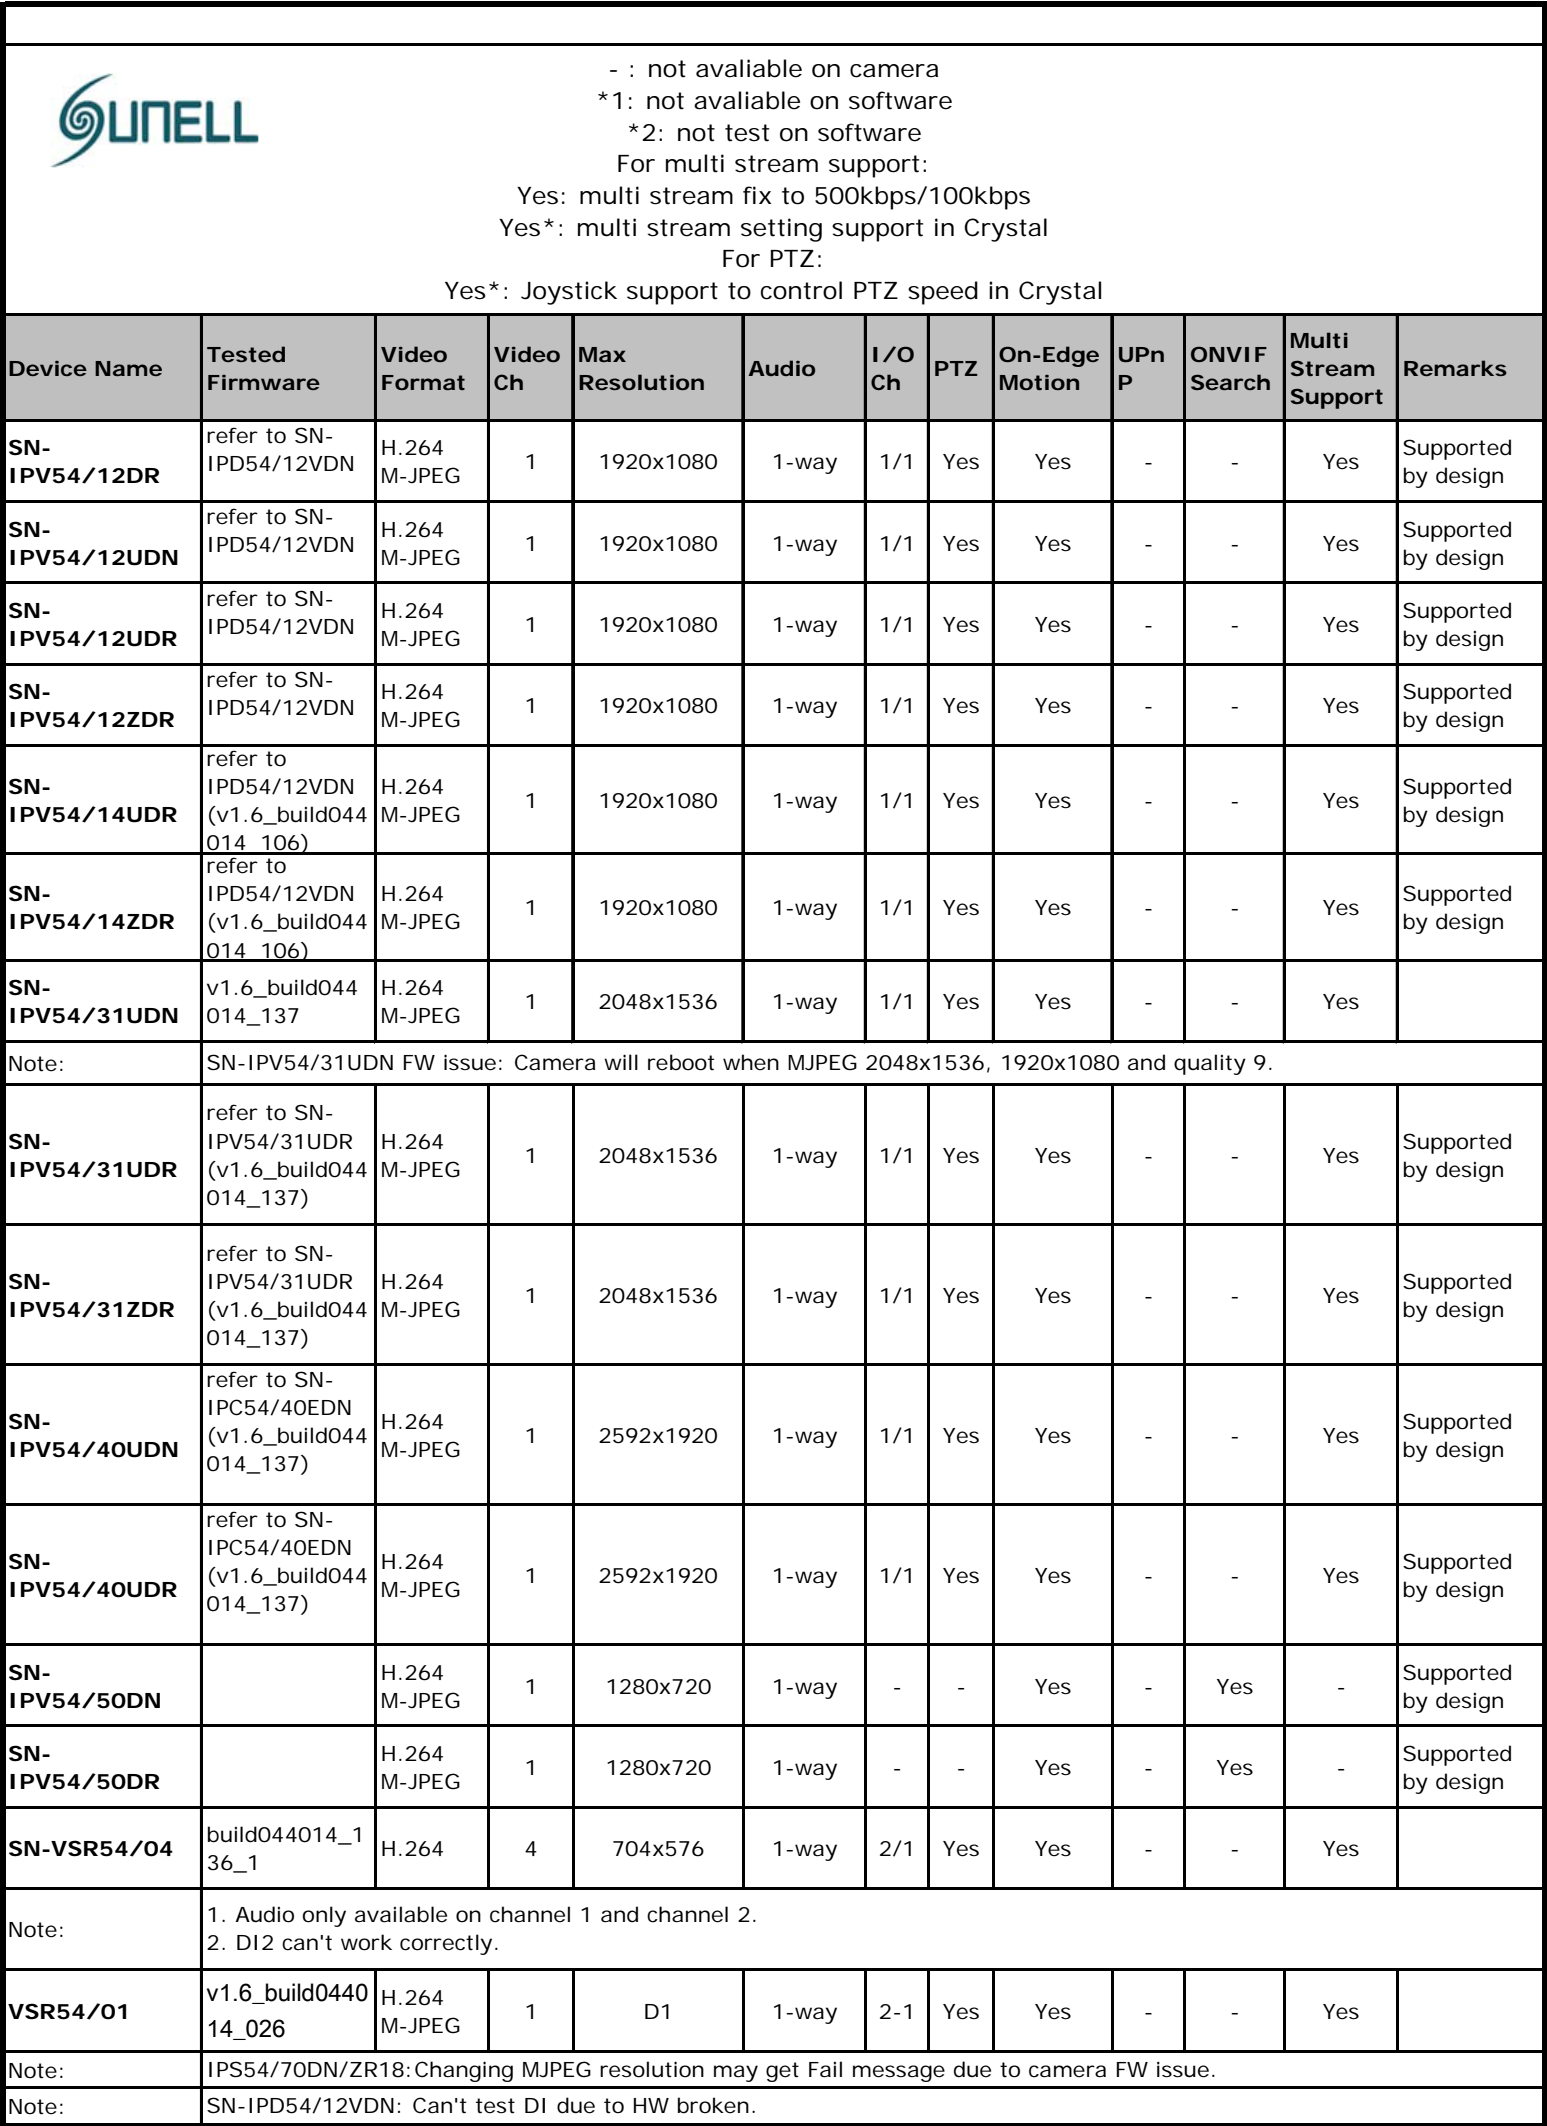 SUNELL
- : not avaliable on camera
*1: not avaliable on software
*2: not test on software
For multi stream support:
Yes: multi stream fix to 500kbps/100kbps
Yes*: multi stream setting support in Crystal
For PTZ:
Yes*: Joystick support to control PTZ speed in Crystal
Device Name Tested Firmware Video Format Video Ch Max Resolution Audio I/O Ch PTZ On-Edge Motion UPnP ONVIF Search Multi Stream Support Remarks
SN-IPV54/12DR refer to SN-IPD54/12VDN H.264 M-JPEG 1 1920x1080 1-way 1/1 Yes Yes - - Yes Supported by design
SN-IPV54/12UDN refer to SN-IPD54/12VDN H.264 M-JPEG 1 1920x1080 1-way 1/1 Yes Yes - - Yes Supported by design
SN-IPV54/12UDR refer to SN-IPD54/12VDN H.264 M-JPEG 1 1920x1080 1-way 1/1 Yes Yes - - Yes Supported by design
SN-IPV54/12ZDR refer to SN-IPD54/12VDN H.264 M-JPEG 1 1920x1080 1-way 1/1 Yes Yes - - Yes Supported by design
SN-IPV54/14UDR refer to IPD54/12VDN (v1.6_build044014_106) H.264 M-JPEG 1 1920x1080 1-way 1/1 Yes Yes - - Yes Supported by design
SN-IPV54/14ZDR refer to IPD54/12VDN (v1.6_build044014_106) H.264 M-JPEG 1 1920x1080 1-way 1/1 Yes Yes - - Yes Supported by design
SN-IPV54/31UDN v1.6_build044014_137 H.264 M-JPEG 1 2048x1536 1-way 1/1 Yes Yes - - Yes
Note: SN-IPV54/31UDN FW issue: Camera will reboot when MJPEG 2048x1536, 1920x1080 and quality 9.
SN-IPV54/31UDR refer to SN-IPV54/31UDR (v1.6_build044014_137) H.264 M-JPEG 1 2048x1536 1-way 1/1 Yes Yes - - Yes Supported by design
SN-IPV54/31ZDR refer to SN-IPV54/31UDR (v1.6_build044014_137) H.264 M-JPEG 1 2048x1536 1-way 1/1 Yes Yes - - Yes Supported by design
SN-IPV54/40UDN refer to SN-IPC54/40EDN (v1.6_build044014_137) H.264 M-JPEG 1 2592x1920 1-way 1/1 Yes Yes - - Yes Supported by design
SN-IPV54/40UDR refer to SN-IPC54/40EDN (v1.6_build044014_137) H.264 M-JPEG 1 2592x1920 1-way 1/1 Yes Yes - - Yes Supported by design
SN-IPV54/50DN H.264 M-JPEG 1 1280x720 1-way - - Yes - Yes - Supported by design
SN-IPV54/50DR H.264 M-JPEG 1 1280x720 1-way - - Yes - Yes - Supported by design
SN-VSR54/04 build044014_136_1 H.264 4 704x576 1-way 2/1 Yes Yes - - Yes
Note: 1. Audio only available on channel 1 and channel 2.
2. DI2 can't work correctly.
VSR54/01 v1.6_build044014_026 H.264 M-JPEG 1 D1 1-way 2-1 Yes Yes - - Yes
Note: IPS54/70DN/ZR18:Changing MJPEG resolution may get Fail message due to camera FW issue.
Note: SN-IPD54/12VDN: Can't test DI due to HW broken.